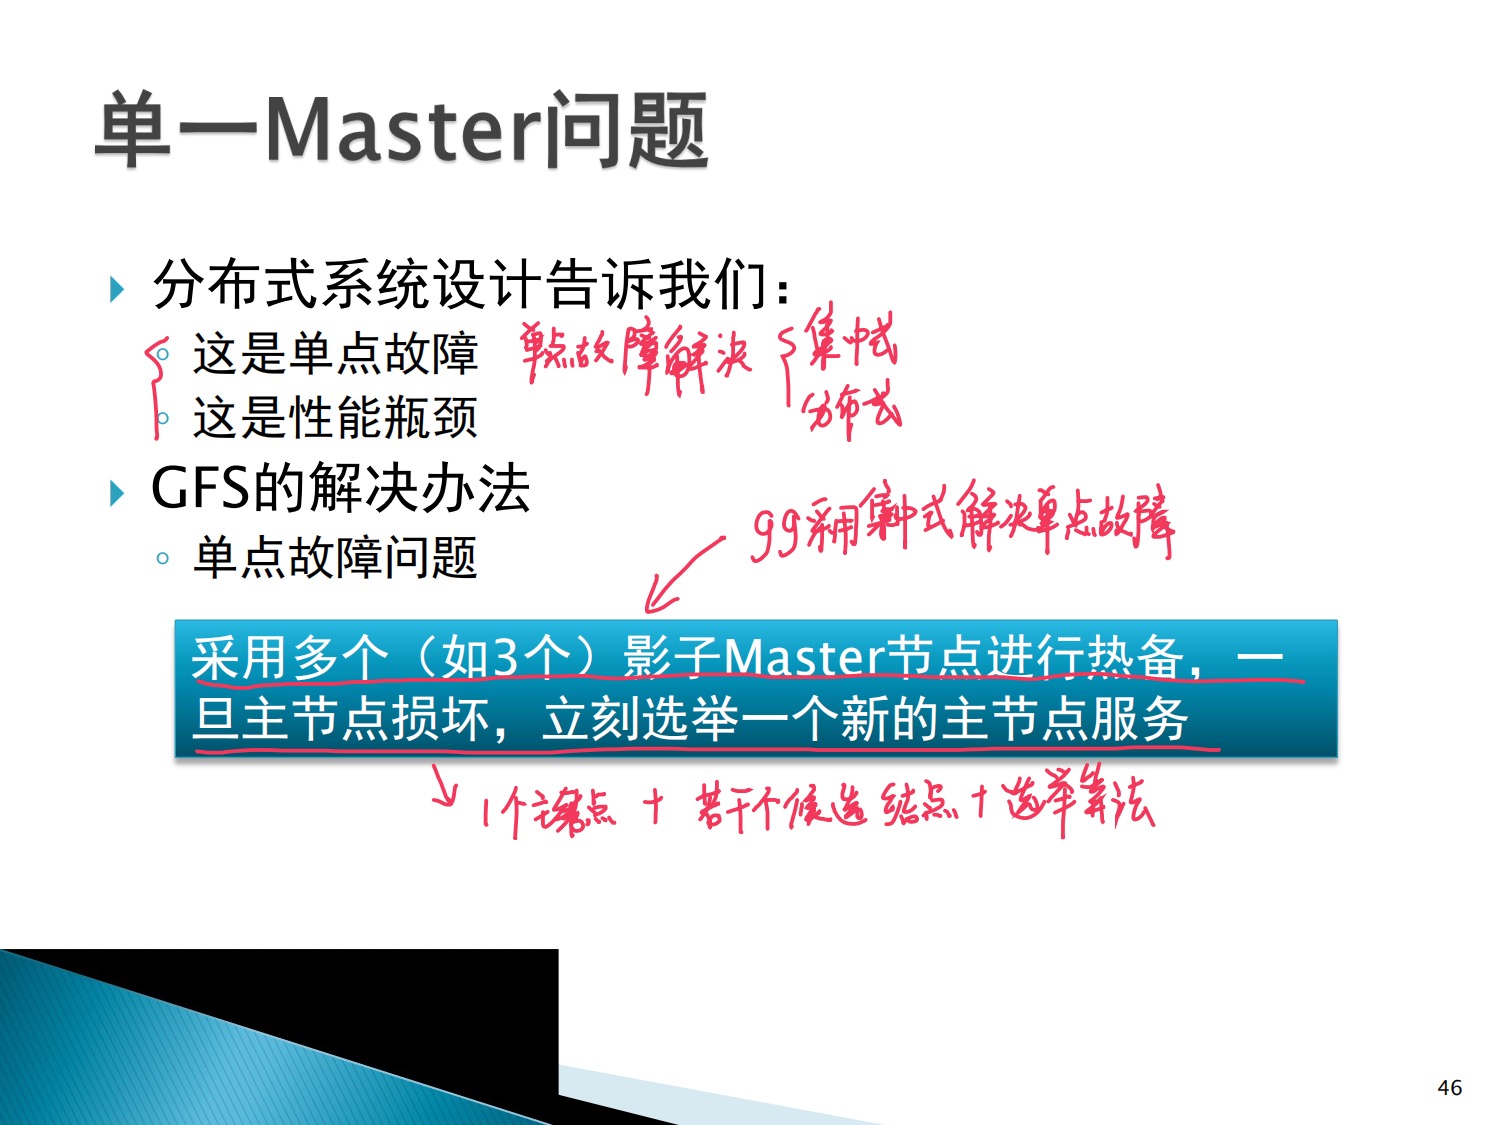 单一Master问题
分布式系统设计告诉我们：
这是单点故障
单点故障解决 集中式
分布式
这是性能瓶颈
GFS的解决办法
gg采用集中式解决单点故障
单点故障问题
采用多个（如3个）影子Master节点进行热备，一
旦主节点损坏，立刻选举一个新的主节点服务
1个主节点 + 若干个候选结点 + 选举算法
46